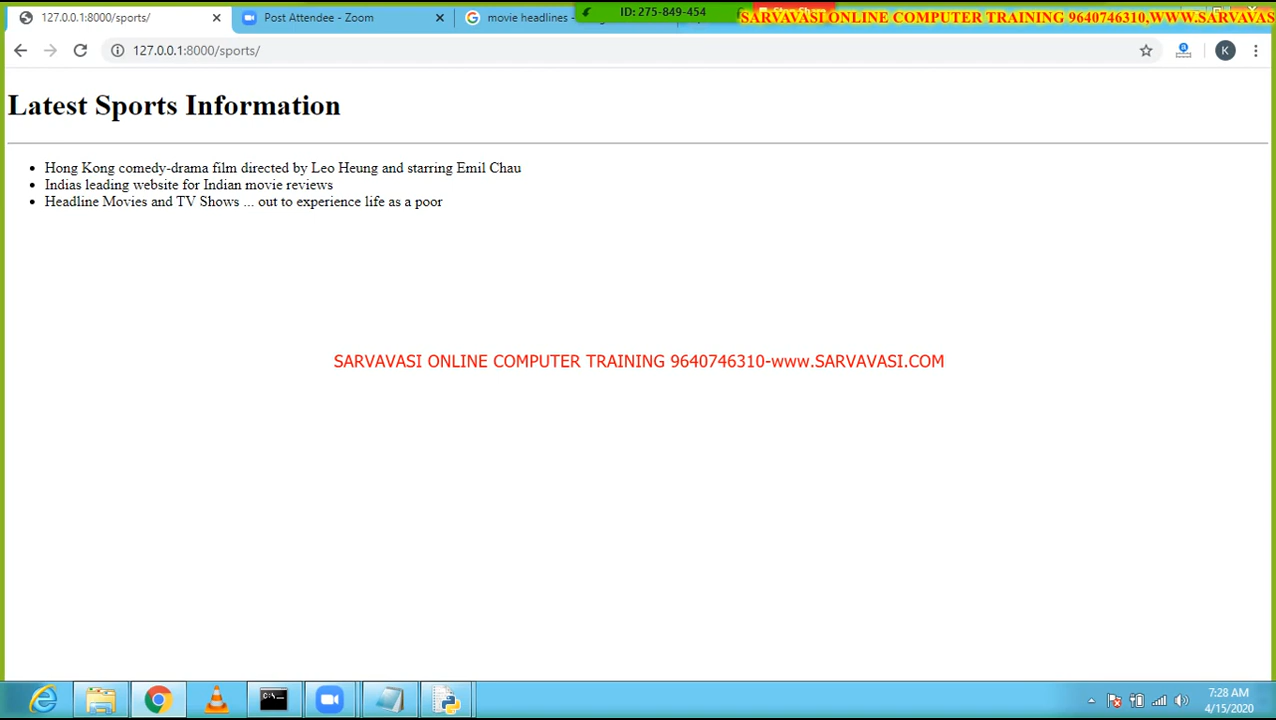 127.0.0.1:8000/sports/
Post Attendee - Zoom
movie headlines -
ID: 275-849-454
SARVAVASI ONLINE COMPUTER TRAINING 9640746310,WWW.SARVAVAS
127.0.0.1:8000/sports/
K
Latest Sports Information
Hong Kong comedy-drama film directed by Leo Heung and starring Emil Chau
Indias leading website for Indian movie reviews
Headline Movies and TV Shows ... out to experience life as a poor
SARVAVASI ONLINE COMPUTER TRAINING 9640746310-www.SARVAVASI.COM
7:28 AM
4/15/2020